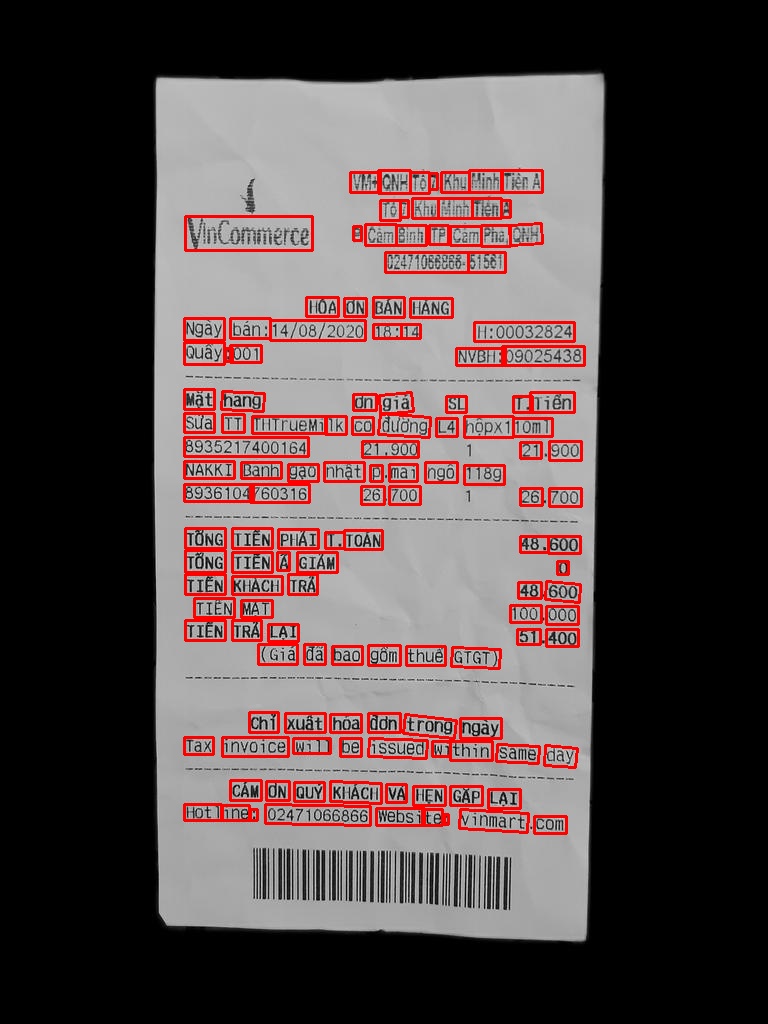 VM+ QNH Tổ 7 Khu Minh Tiến A
Tổ 7 Khu Minh Tiến A
VinCommerce
P. Cẩm Bình TP. Cẩm Phả, QNH
02471066866-51561
HÓA ĐƠN BÁN HÀNG
Ngày bán:14/08/2020 18:14 H:00032824
Quầy:001 NVBH:09025438
Mặt hàng Đơn giá SL T.Tiền
Sữa TT THTrueMilk có đường L4 hộpx110ml
8935217400164 21.900 1 21.900
NAKKI Bánh gạo nhật p.mai ngô 118g
8936104760316 26.700 1 26.700
TỔNG TIỀN PHẢI T.TOÁN 48.600
TỔNG TIỀN ĐÃ GIẢM 0
TIỀN KHÁCH TRẢ 48.600
TIỀN MẶT 100.000
TIỀN TRẢ LẠI 51.400
(Giá đã bao gồm thuế GTGT)
Chỉ xuất hóa đơn trong ngày
Tax invoice will be issued within same day
CẢM ƠN QUÝ KHÁCH VÀ HẸN GẶP LẠI
Hotline: 02471066866 Website: vinmart.com